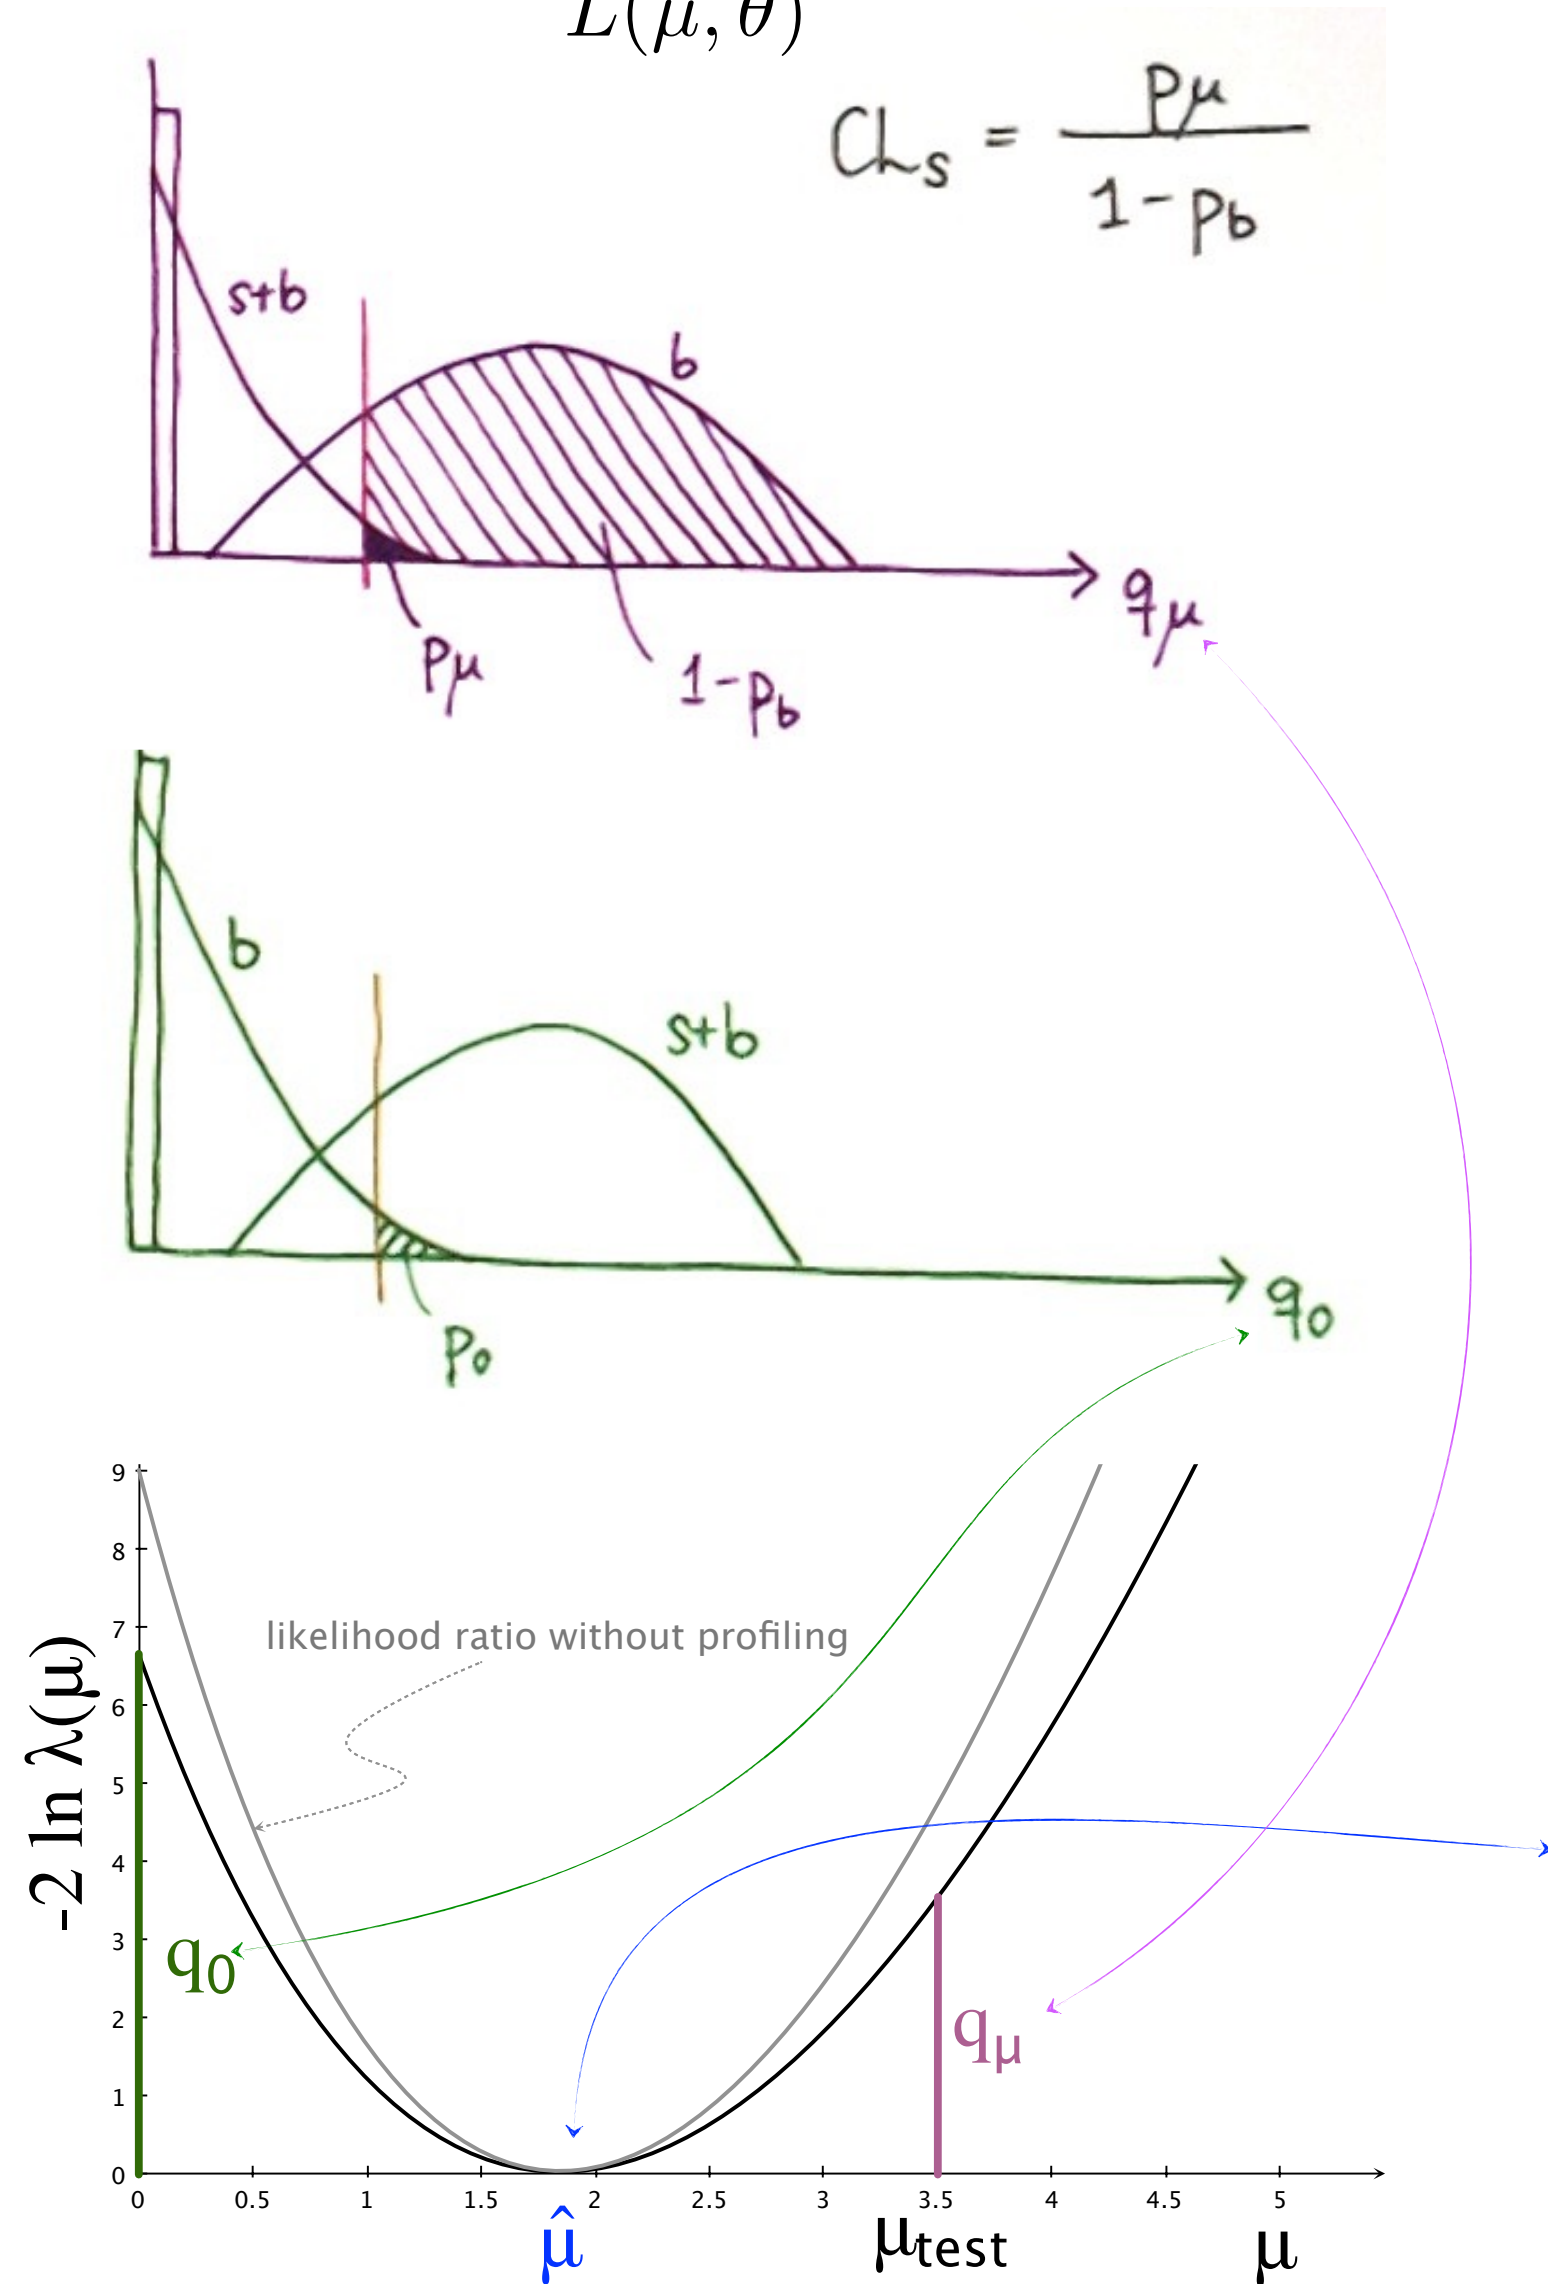 L(μ, θ)
CLs = pμ / 1-pb
s+b
b
qμ
pμ
1-pb
b
s+b
q0
p0
9
8
7
likelihood ratio without profiling
6
5
4
3
2
1
0
-2 ln λ(μ)
q0
qμ
0 0.5 1 1.5 2 2.5 3 3.5 4 4.5 5
μ̂ μtest μ